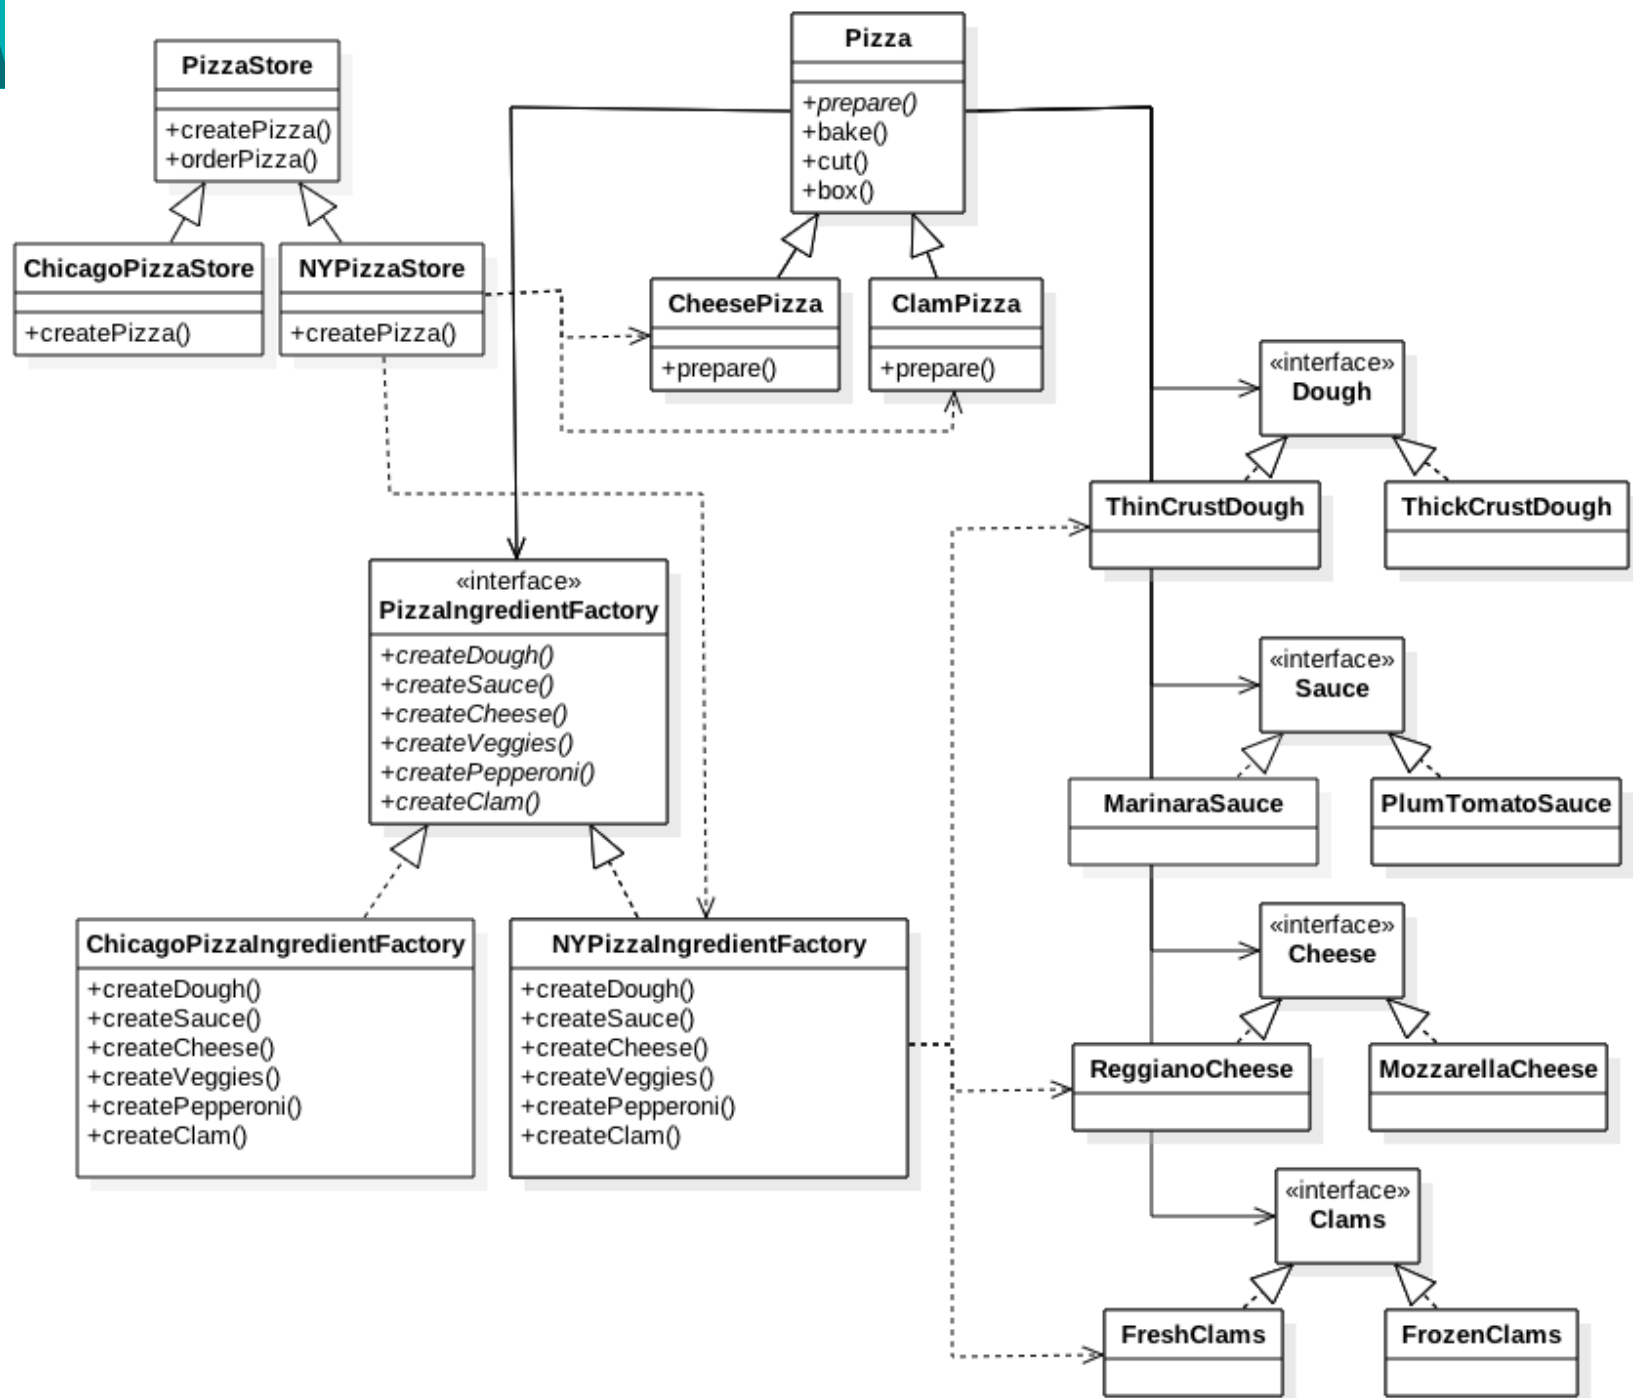 PizzaStore
+createPizza()
+orderPizza()
Pizza
+prepare()
+bake()
+cut()
+box()
ChicagoPizzaStore
+createPizza()
NYPizzaStore
+createPizza()
CheesePizza
+prepare()
ClamPizza
+prepare()
«interface»
Dough
ThinCrustDough
ThickCrustDough
«interface»
PizzaIngredientFactory
+createDough()
+createSauce()
+createCheese()
+createVeggies()
+createPepperoni()
+createClam()
«interface»
Sauce
MarinaraSauce
PlumTomatoSauce
ChicagoPizzaIngredientFactory
+createDough()
+createSauce()
+createCheese()
+createVeggies()
+createPepperoni()
+createClam()
NYPizzaIngredientFactory
+createDough()
+createSauce()
+createCheese()
+createVeggies()
+createPepperoni()
+createClam()
«interface»
Cheese
ReggianoCheese
MozzarellaCheese
«interface»
Clams
FreshClams
FrozenClams